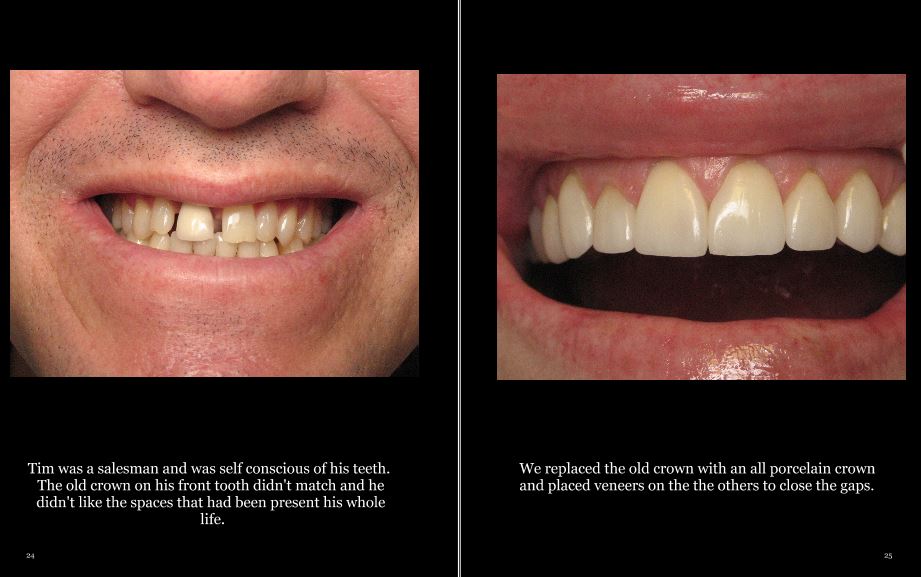 Tim was a salesman and was self conscious of his teeth.
The old crown on his front tooth didn't match and he
didn't like the spaces that had been present his whole
life.
24
We replaced the old crown with an all porcelain crown
and placed veneers on the the others to close the gaps.
25